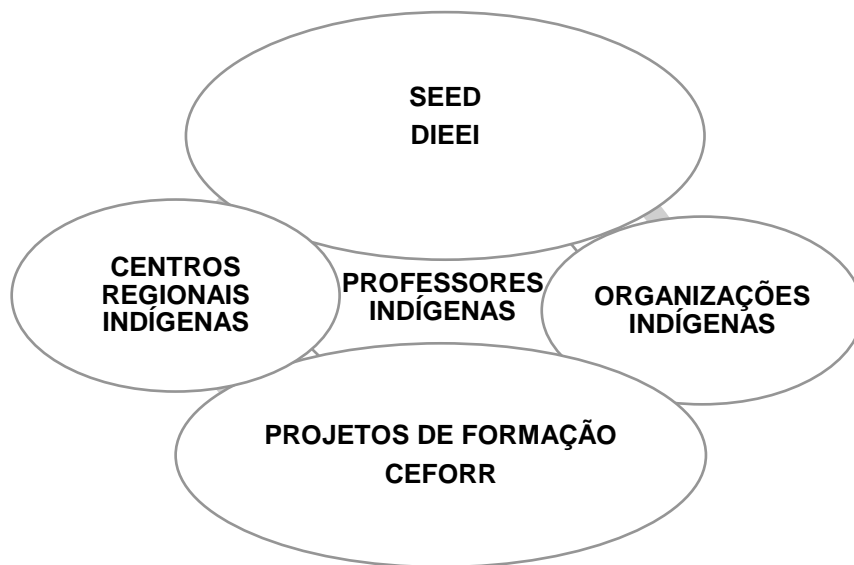 SEED
DIEEI
CENTROS
REGIONAIS
INDÍGENAS
PROFESSORES
INDÍGENAS
ORGANIZAÇÕES
INDÍGENAS
PROJETOS DE FORMAÇÃO
CEFORR